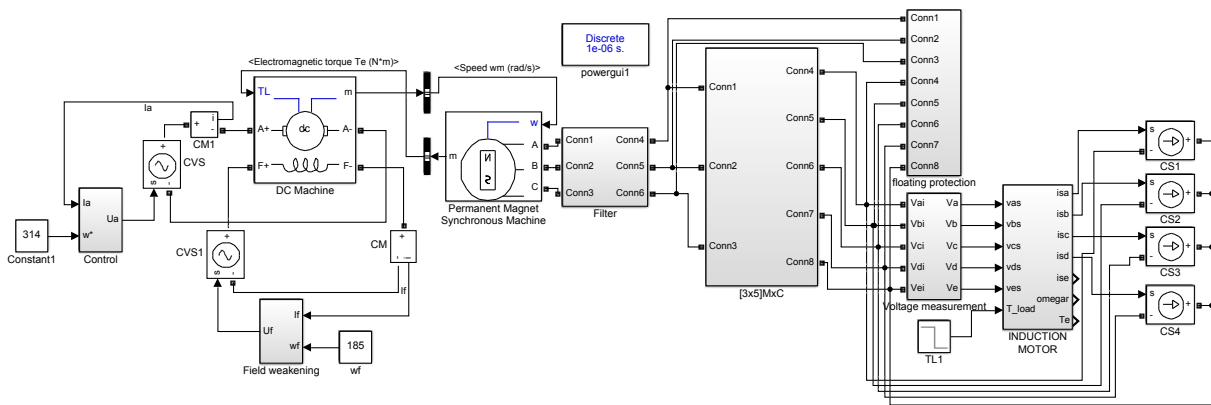 Discrete
1e-06 s.
powergui1
<Electromagnetic torque Te (N*m)>
<Speed wm (rad/s)>
Ia
TL
m
dc
A+
A-
F+
F-
DC Machine
+
i
-
CM1
+
-
s
CVS
Ia
w*
Ua
Control
314
Constant1
+
-
s
CVS1
+
-
CM
If
If
wf
Uf
Field weakening
185
wf
w
m
N
S
A
B
C
Permanent Magnet
Synchronous Machine
Conn1
Conn2
Conn3
Conn4
Conn5
Conn6
Filter
Conn1
Conn2
Conn3
Conn4
Conn5
Conn6
Conn7
Conn8
[3x5]MxC
Conn1
Conn2
Conn3
Conn4
Conn5
Conn6
Conn7
Conn8
floating protection
Vai
Vbi
Vci
Vdi
Vei
Va
Vb
Vc
Vd
Ve
Voltage measurement
TL1
vas
vbs
vcs
vds
ves
T_load
isa
isb
isc
isd
ise
omegar
Te
INDUCTION
MOTOR
s
-
+
CS1
s
-
+
CS2
s
-
+
CS3
s
-
+
CS4